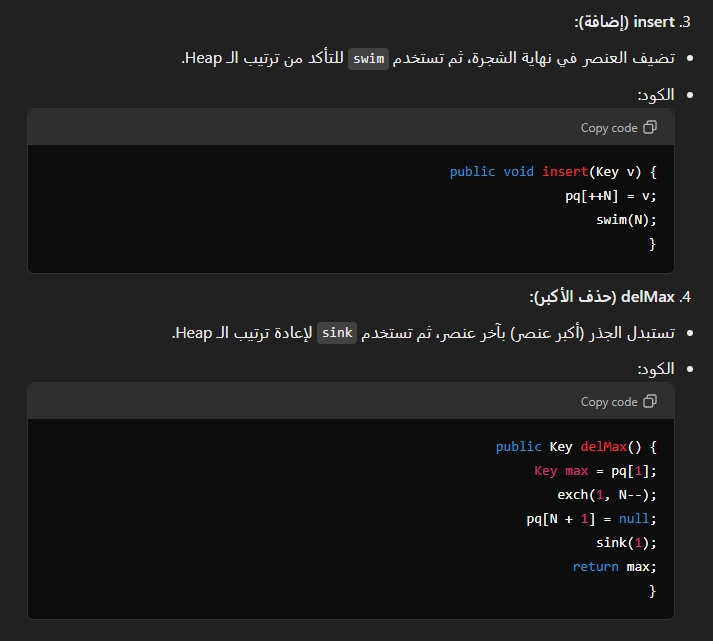 3. insert (إضافة):
• تضيف العنصر في نهاية الشجرة، ثم تستخدم swim للتأكد من ترتيب الـ Heap.
• الكود:
Copy code
public void insert(Key v) {
pq[++N] = v;
swim(N);
}
4. delMax (حذف الأكبر):
• تستبدل الجذر (أكبر عنصر) بآخر عنصر، ثم تستخدم sink لإعادة ترتيب الـ Heap.
• الكود:
Copy code
public Key delMax() {
Key max = pq[1];
exch(1, N--);
pq[N + 1] = null;
sink(1);
return max;
}